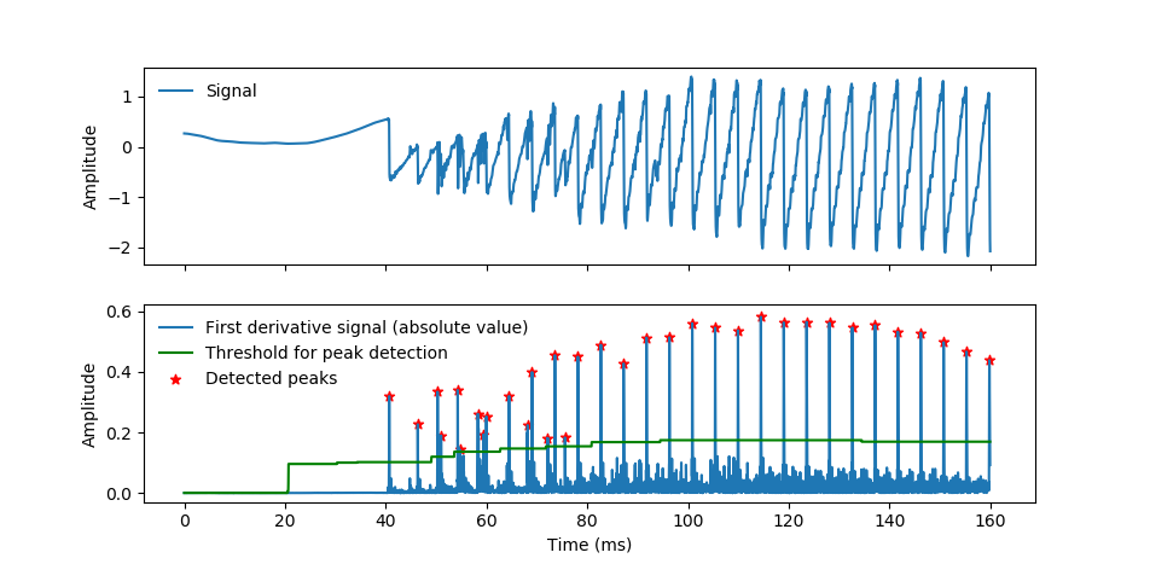 Signal
Amplitude
1
0
−1
−2
First derivative signal (absolute value)
Threshold for peak detection
Detected peaks
Amplitude
0.6
0.4
0.2
0.0
0 20 40 60 80 100 120 140 160
Time (ms)